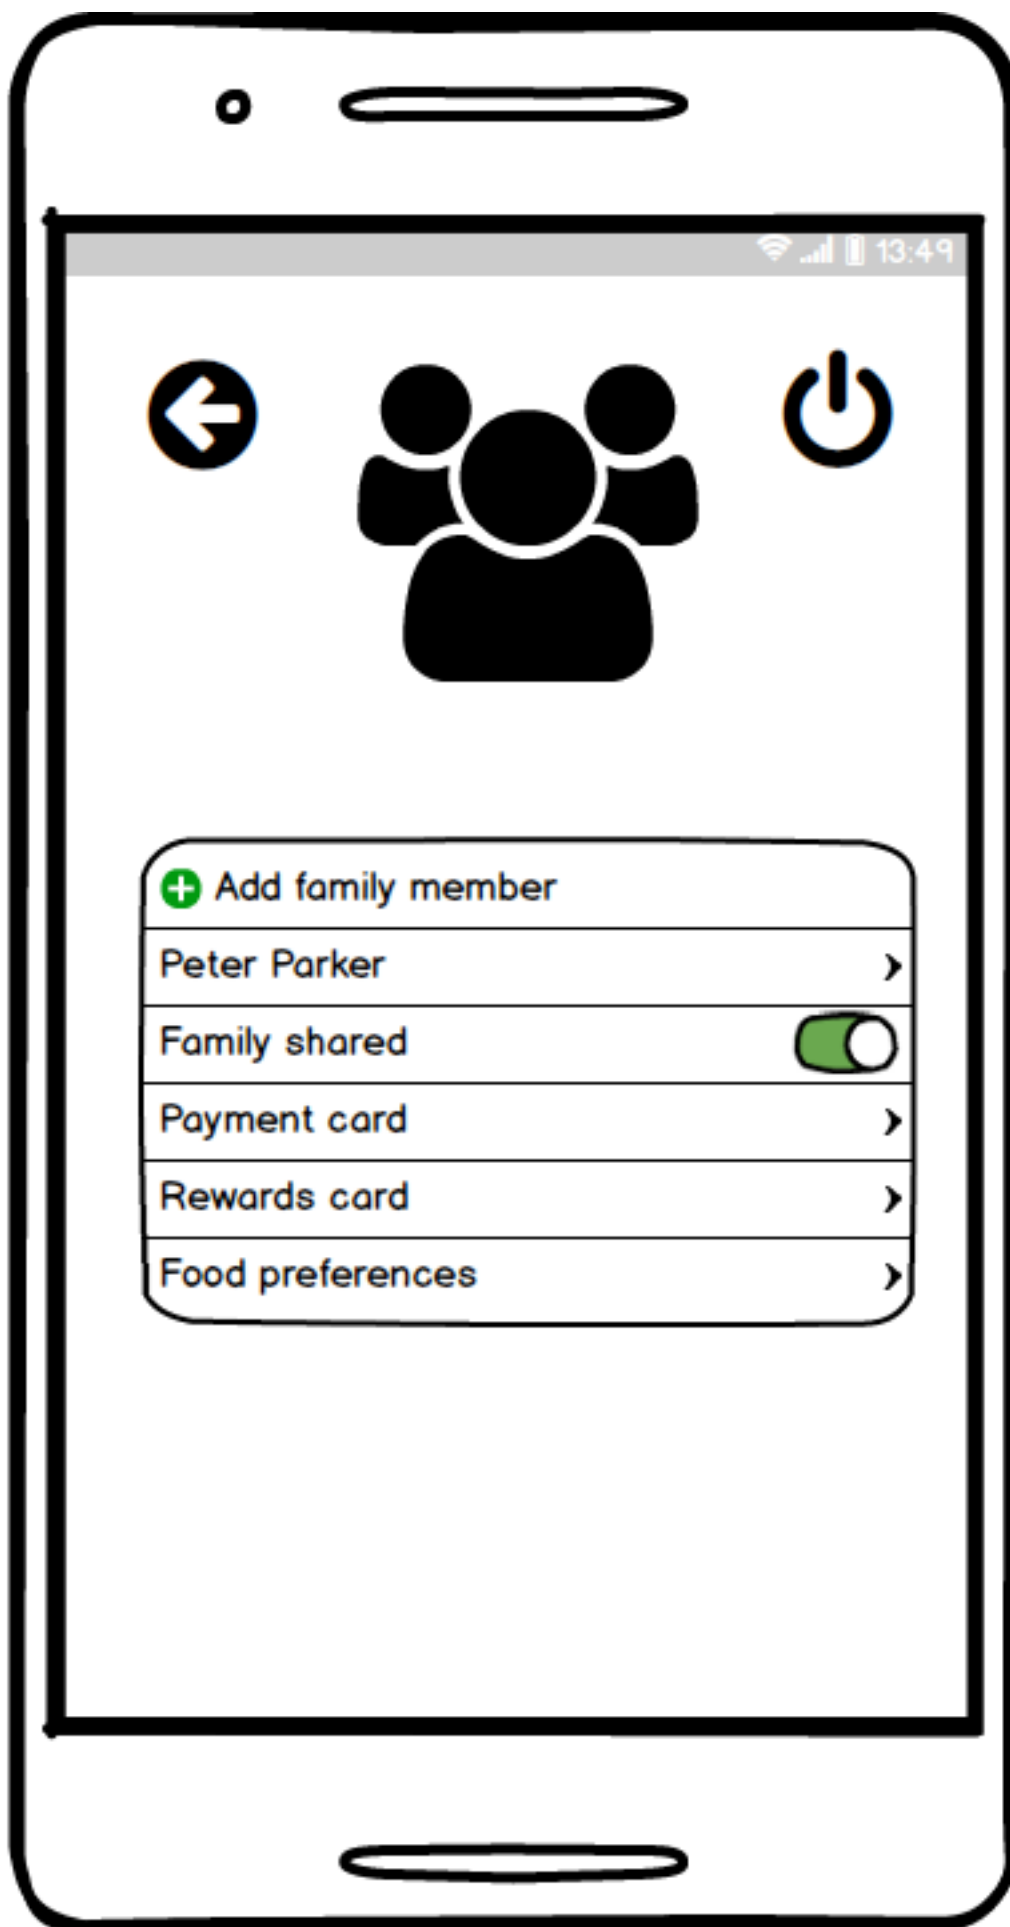 13:49
Add family member
Peter Parker
Family shared
Payment card
Rewards card
Food preferences